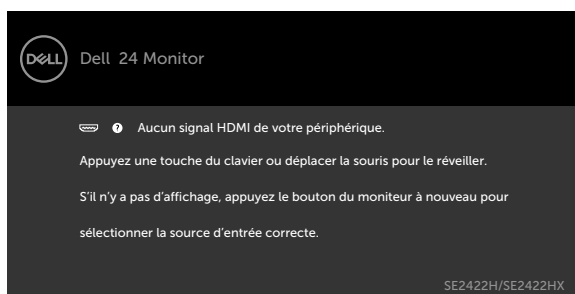 DELL
Dell 24 Monitor
Aucun signal HDMI de votre périphérique.
Appuyez une touche du clavier ou déplacer la souris pour le réveiller.
S'il n'y a pas d'affichage, appuyez le bouton du moniteur à nouveau pour
sélectionner la source d'entrée correcte.
SE2422H/SE2422HX